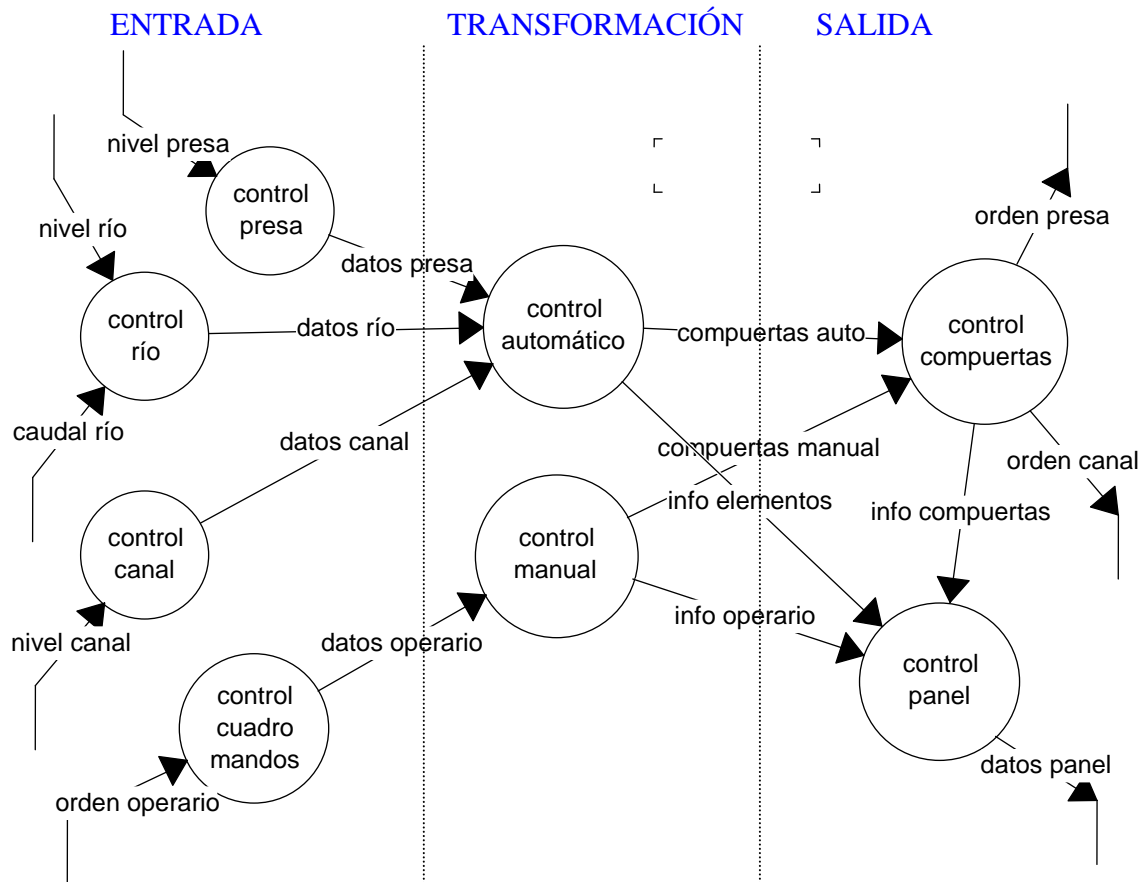 ENTRADA TRANSFORMACIÓN SALIDA
nivel presa
control
presa
orden presa
nivel río
datos presa
control
río
datos río
control
automático
compuertas auto
control
compuertas
caudal río
datos canal
compuertas manual
orden canal
info elementos
info compuertas
control
canal
control
manual
nivel canal
datos operario
info operario
control
panel
control
cuadro
mandos
datos panel
orden operario